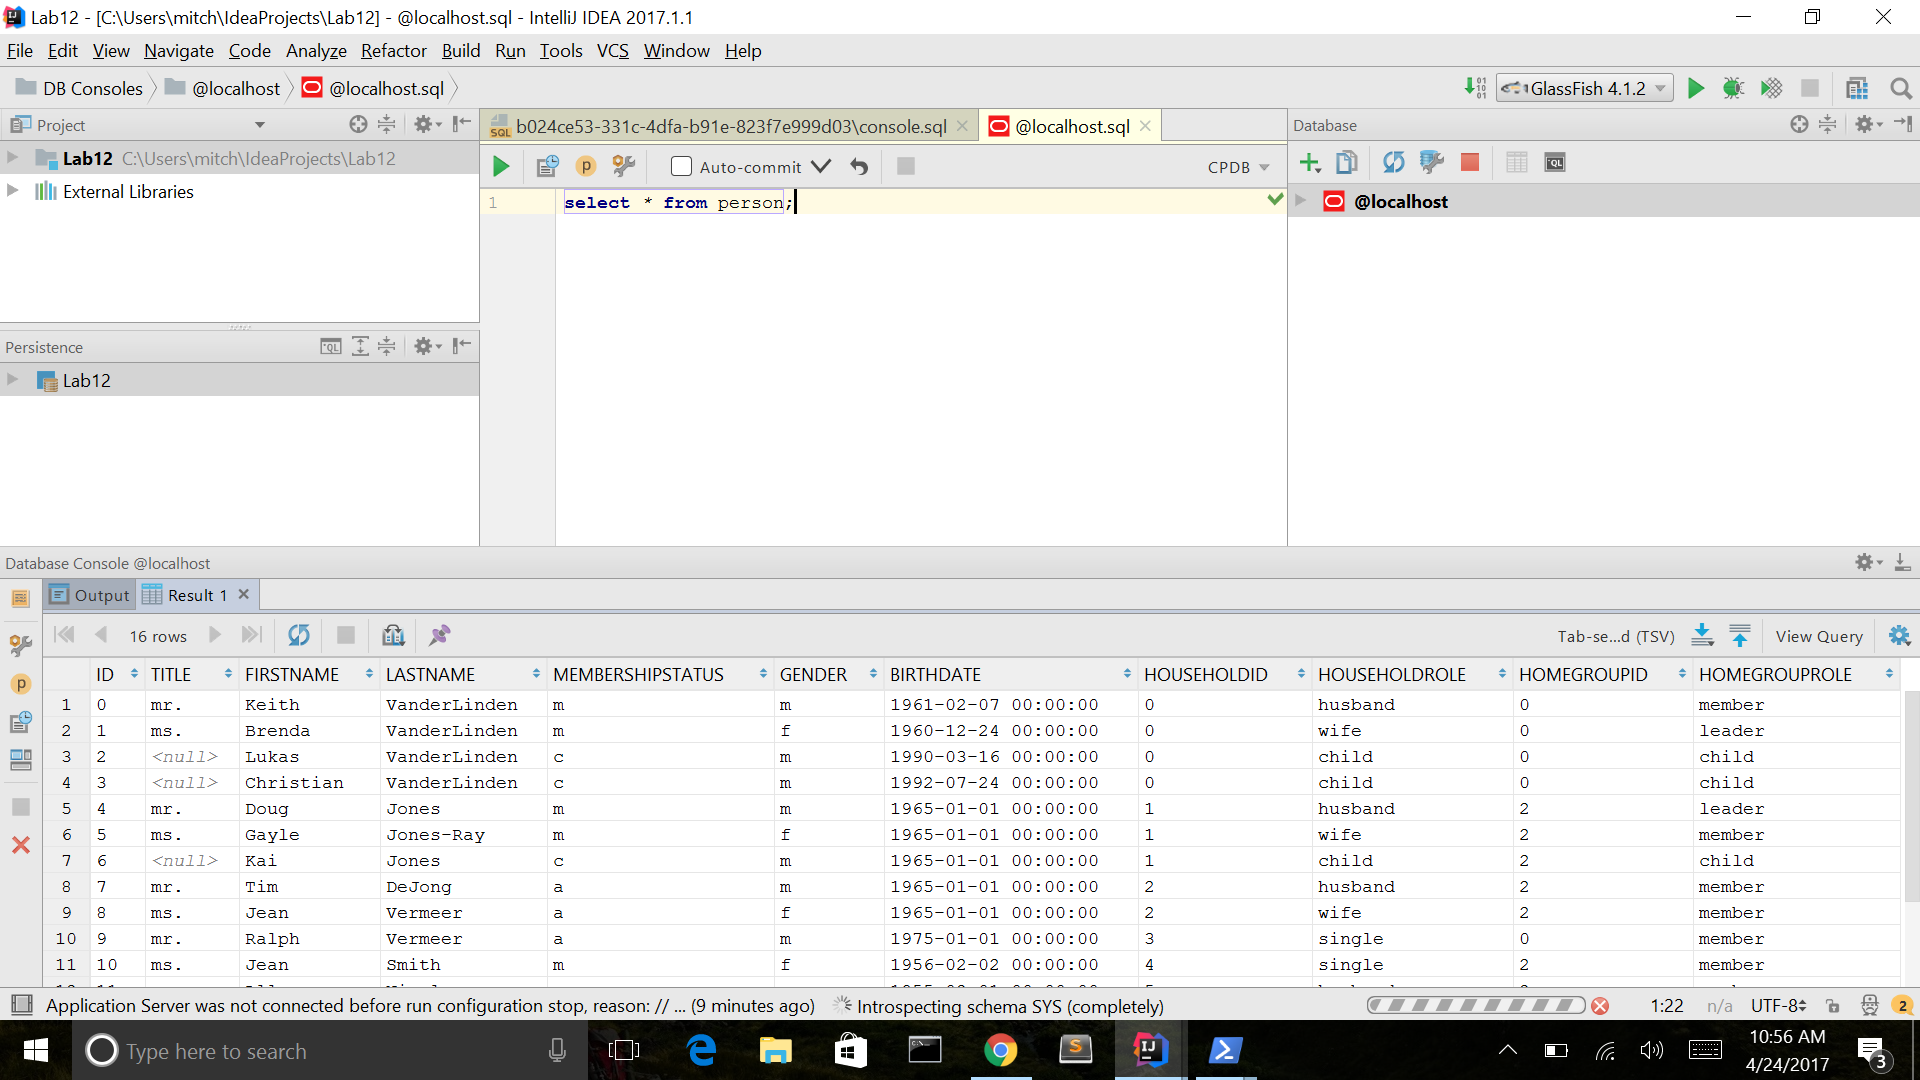 Lab12 - [C:\Users\mitch\IdeaProjects\Lab12] - @localhost.sql - IntelliJ IDEA 2017.1.1
File Edit View Navigate Code Analyze Refactor Build Run Tools VCS Window Help
DB Consoles @localhost @localhost.sql GlassFish 4.1.2
Project
b024ce53-331c-4dfa-b91e-823f7e999d03\console.sql @localhost.sql
Database
Lab12 C:\Users\mitch\IdeaProjects\Lab12
External Libraries
Auto-commit CPDB
1 select * from person;
@localhost
Persistence
Lab12
Database Console @localhost
Output Result 1
16 rows Tab-se...d (TSV) View Query
ID TITLE FIRSTNAME LASTNAME MEMBERSHIPSTATUS GENDER BIRTHDATE HOUSEHOLDID HOUSEHOLDROLE HOMEGROUPID HOMEGROUPROLE
1 0 mr. Keith VanderLinden m m 1961-02-07 00:00:00 0 husband 0 member
2 1 ms. Brenda VanderLinden m f 1960-12-24 00:00:00 0 wife 0 leader
3 2 <null> Lukas VanderLinden c m 1990-03-16 00:00:00 0 child 0 child
4 3 <null> Christian VanderLinden c m 1992-07-24 00:00:00 0 child 0 child
5 4 mr. Doug Jones m m 1965-01-01 00:00:00 1 husband 2 leader
6 5 ms. Gayle Jones-Ray m f 1965-01-01 00:00:00 1 wife 2 member
7 6 <null> Kai Jones c m 1965-01-01 00:00:00 1 child 2 child
8 7 mr. Tim DeJong a m 1965-01-01 00:00:00 2 husband 2 member
9 8 ms. Jean Vermeer a f 1965-01-01 00:00:00 2 wife 2 member
10 9 mr. Ralph Vermeer a m 1975-01-01 00:00:00 3 single 0 member
11 10 ms. Jean Smith m f 1956-02-02 00:00:00 4 single 2 member
Application Server was not connected before run configuration stop, reason: // ... (9 minutes ago) Introspecting schema SYS (completely) 1:22 n/a UTF-8 2
Type here to search
10:56 AM
4/24/2017
3